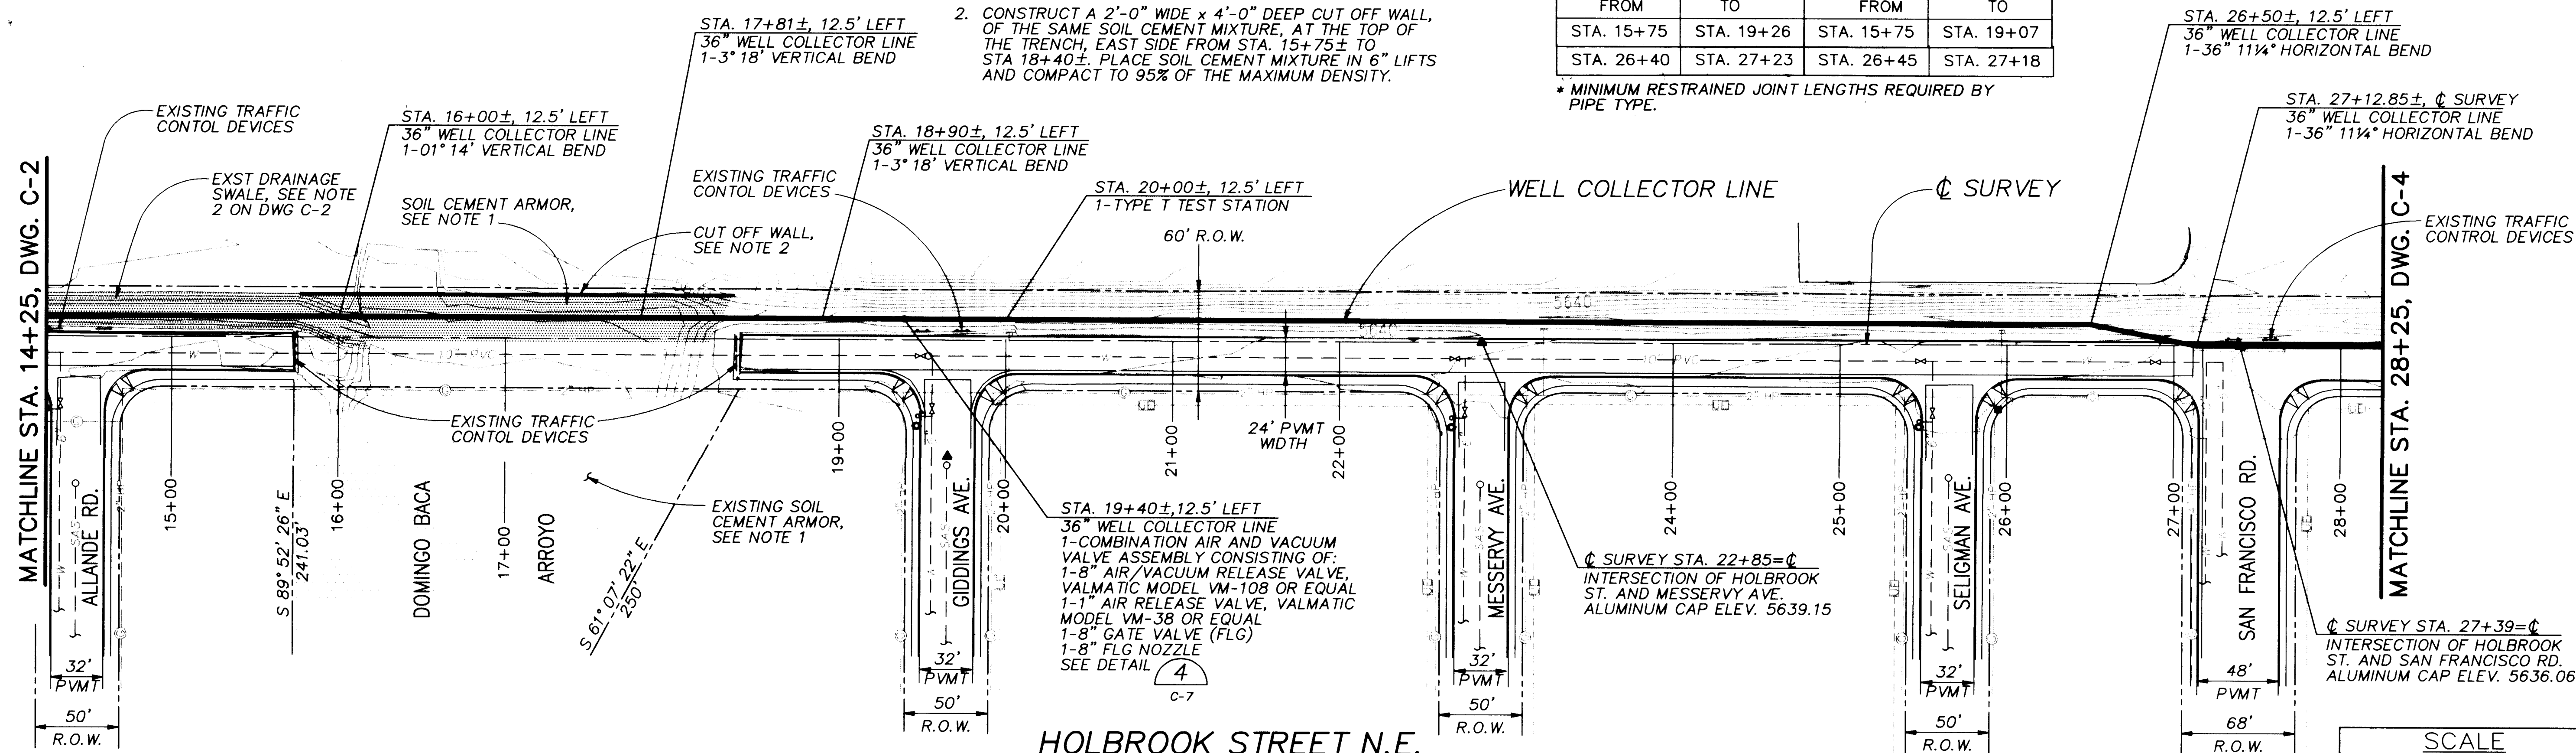 2. CONSTRUCT A 2'-0" WIDE x 4'-0" DEEP CUT OFF WALL,
OF THE SAME SOIL CEMENT MIXTURE, AT THE TOP OF
THE TRENCH, EAST SIDE FROM STA. 15+75± TO
STA 18+40±. PLACE SOIL CEMENT MIXTURE IN 6" LIFTS
AND COMPACT TO 95% OF THE MAXIMUM DENSITY.
FROM TO FROM TO
STA. 15+75 STA. 19+26 STA. 15+75 STA. 19+07
STA. 26+40 STA. 27+23 STA. 26+45 STA. 27+18
* MINIMUM RESTRAINED JOINT LENGTHS REQUIRED BY
PIPE TYPE.
STA. 17+81±, 12.5' LEFT
36" WELL COLLECTOR LINE
1-3° 18' VERTICAL BEND
STA. 26+50±, 12.5' LEFT
36" WELL COLLECTOR LINE
1-36" 11¼° HORIZONTAL BEND
EXISTING TRAFFIC
CONTOL DEVICES
STA. 16+00±, 12.5' LEFT
36" WELL COLLECTOR LINE
1-01° 14' VERTICAL BEND
STA. 18+90±, 12.5' LEFT
36" WELL COLLECTOR LINE
1-3° 18' VERTICAL BEND
STA. 27+12.85±, ℄ SURVEY
36" WELL COLLECTOR LINE
1-36" 11¼° HORIZONTAL BEND
MATCHLINE STA. 14+25, DWG. C-2
EXST DRAINAGE
SWALE, SEE NOTE
2 ON DWG C-2
SOIL CEMENT ARMOR,
SEE NOTE 1
EXISTING TRAFFIC
CONTOL DEVICES
CUT OFF WALL,
SEE NOTE 2
STA. 20+00±, 12.5' LEFT
1-TYPE T TEST STATION
60' R.O.W.
WELL COLLECTOR LINE
℄ SURVEY
EXISTING TRAFFIC
CONTROL DEVICES
MATCHLINE STA. 28+25, DWG. C-4
5640
W
10" PVC
W
10" PVC
W
EXISTING TRAFFIC
CONTOL DEVICES
24' PVMT
WIDTH
15+00
16+00
17+00
19+00
20+00
21+00
22+00
24+00
25+00
26+00
27+00
28+00
ALLANDE RD.
SAS
S 89° 52' 26" E
241.03'
DOMINGO BACA
ARROYO
S 61° 07' 22" E
250'
EXISTING SOIL
CEMENT ARMOR,
SEE NOTE 1
GIDDINGS AVE.
SAS
STA. 19+40±,12.5' LEFT
36" WELL COLLECTOR LINE
1-COMBINATION AIR AND VACUUM
VALVE ASSEMBLY CONSISTING OF:
1-8" AIR/VACUUM RELEASE VALVE,
VALMATIC MODEL VM-108 OR EQUAL
1-1" AIR RELEASE VALVE, VALMATIC
MODEL VM-38 OR EQUAL
1-8" GATE VALVE (FLG)
1-8" FLG NOZZLE
SEE DETAIL
4
C-7
MESSERVY AVE.
SAS
℄ SURVEY STA. 22+85=℄
INTERSECTION OF HOLBROOK
ST. AND MESSERVY AVE.
ALUMINUM CAP ELEV. 5639.15
SELIGMAN AVE.
SAS
SAN FRANCISCO RD.
℄ SURVEY STA. 27+39=℄
INTERSECTION OF HOLBROOK
ST. AND SAN FRANCISCO RD.
ALUMINUM CAP ELEV. 5636.06
32'
PVMT
50'
R.O.W.
32'
PVMT
50'
R.O.W.
32'
PVMT
50'
R.O.W.
32'
PVMT
50'
R.O.W.
48'
PVMT
68'
R.O.W.
HOLBROOK STREET N.E.
SCALE